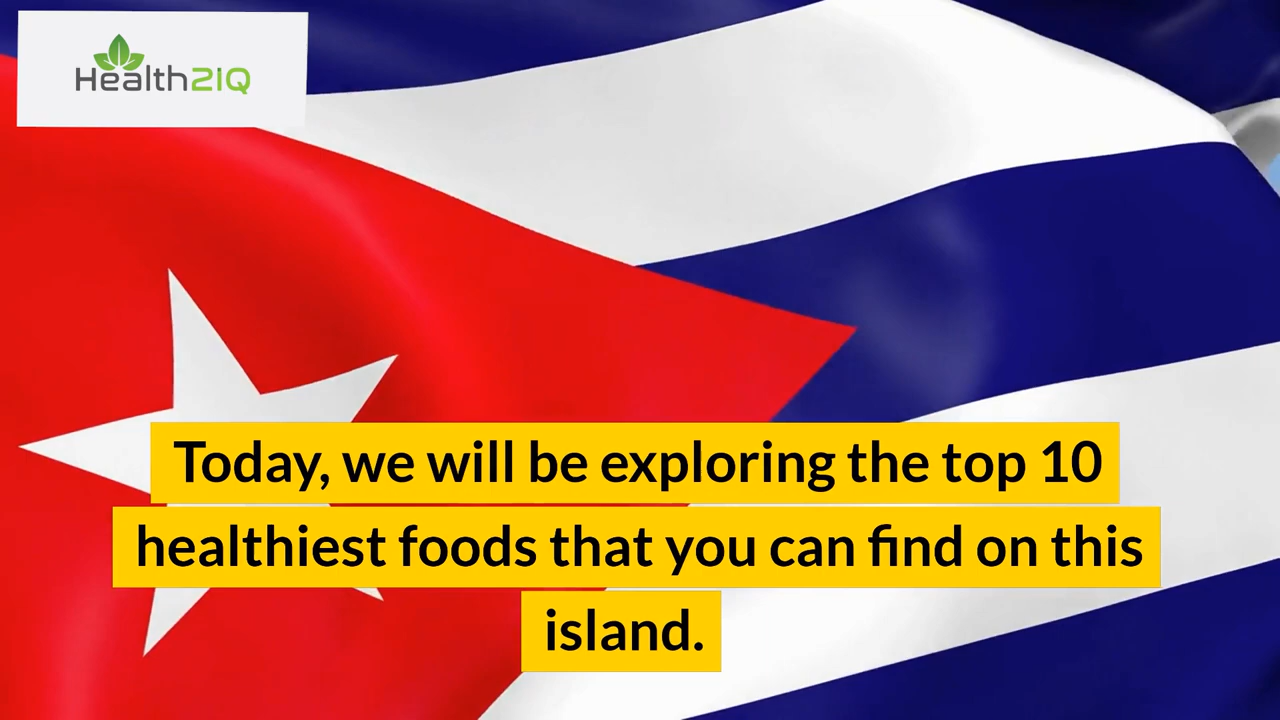 Health2IQ
Today, we will be exploring the top 10
healthiest foods that you can find on this
island.